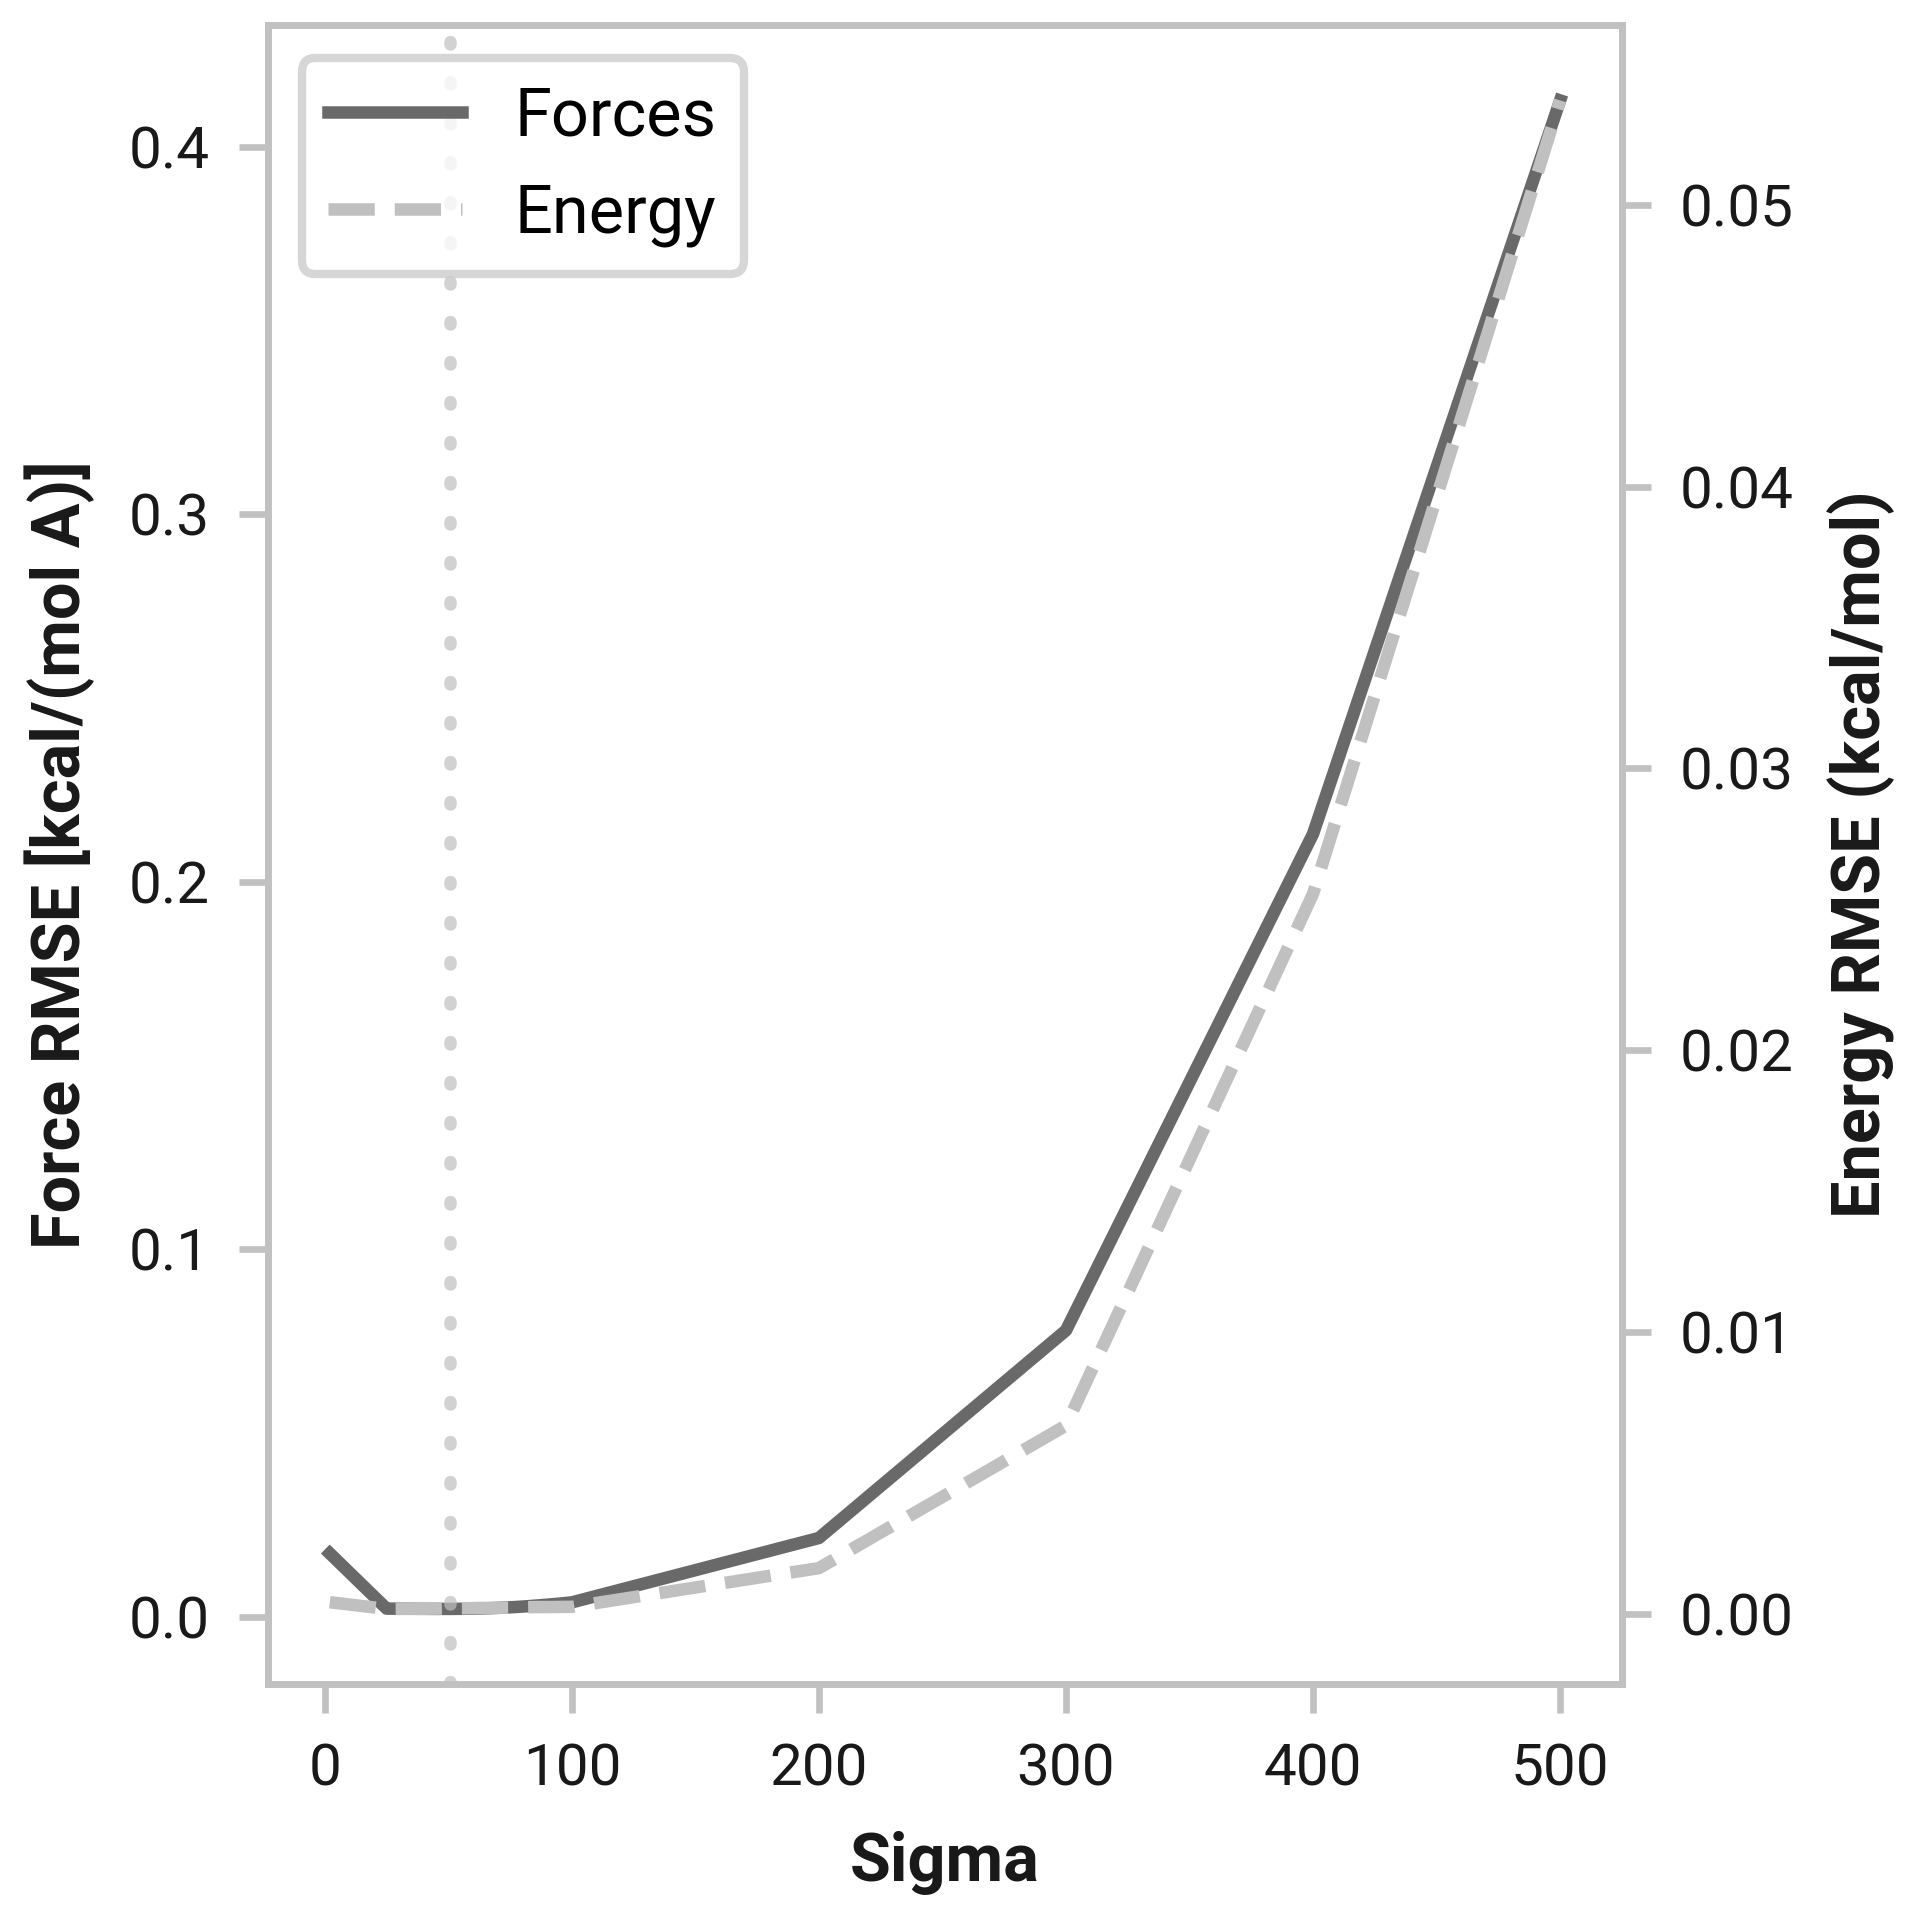 Forces
Energy
0.4
0.3
0.2
0.1
0.0
Force RMSE [kcal/(mol A)]
0.05
0.04
0.03
0.02
0.01
0.00
Energy RMSE (kcal/mol)
0 100 200 300 400 500
Sigma